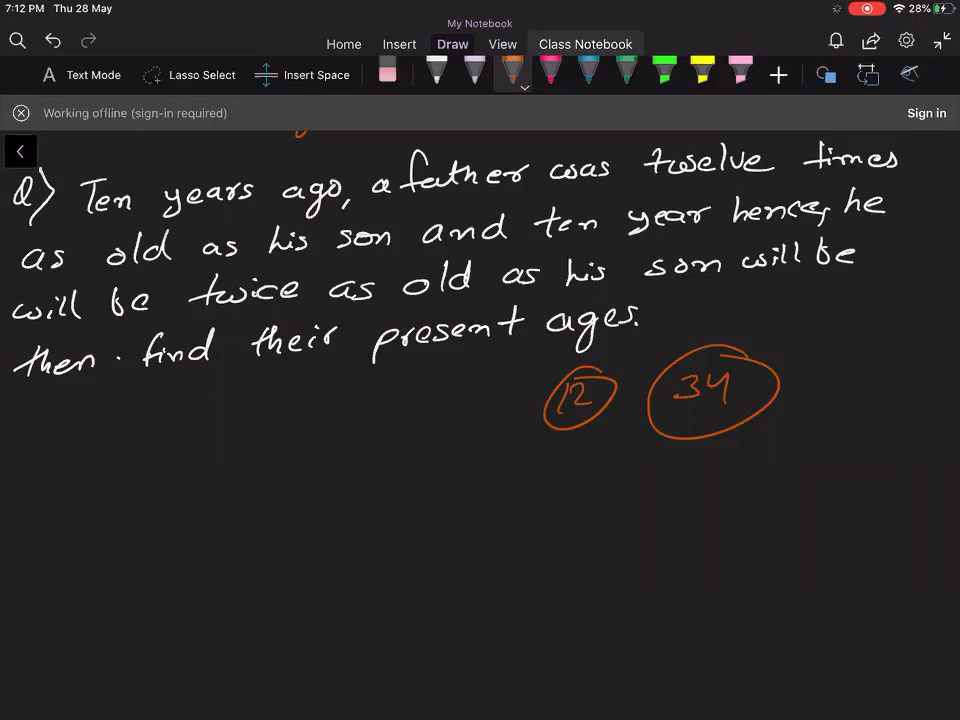 7:12 PM Thu 28 May 28%
My Notebook
Home Insert Draw View Class Notebook
A Text Mode Lasso Select Insert Space
Working offline (sign-in required) Sign in
Q) Ten years ago, a father was twelve times
as old as his son and ten year hence, he
will be twice as old as his son will be
then. find their present ages.
12 34